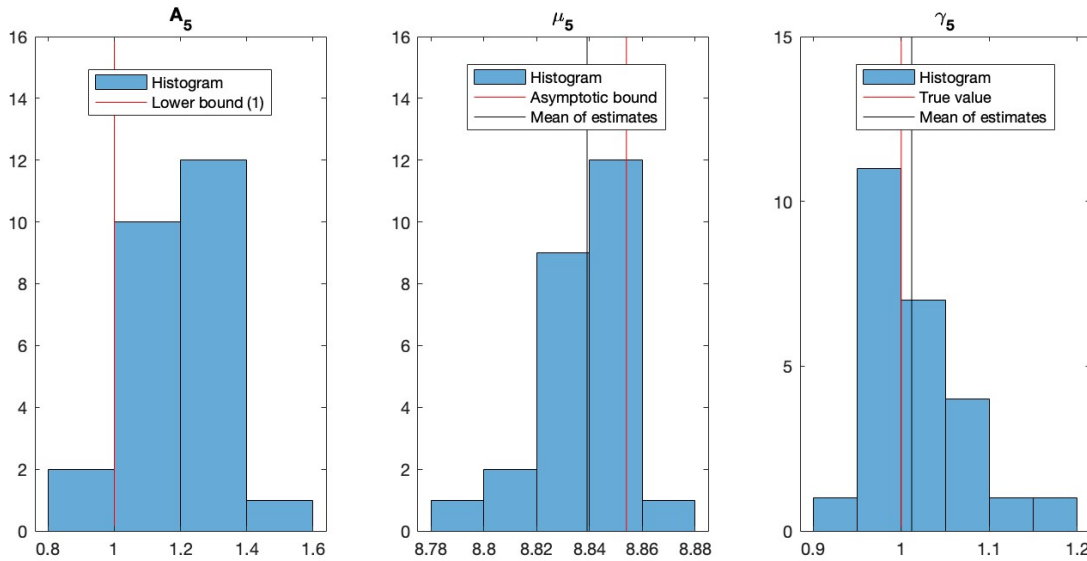 A5
16
14
12
10
8
6
4
2
0
0.8 1 1.2 1.4 1.6
Histogram
Lower bound (1)
μ5
16
14
12
10
8
6
4
2
0
8.78 8.8 8.82 8.84 8.86 8.88
Histogram
Asymptotic bound
Mean of estimates
γ5
15
10
5
0
0.9 1 1.1 1.2
Histogram
True value
Mean of estimates